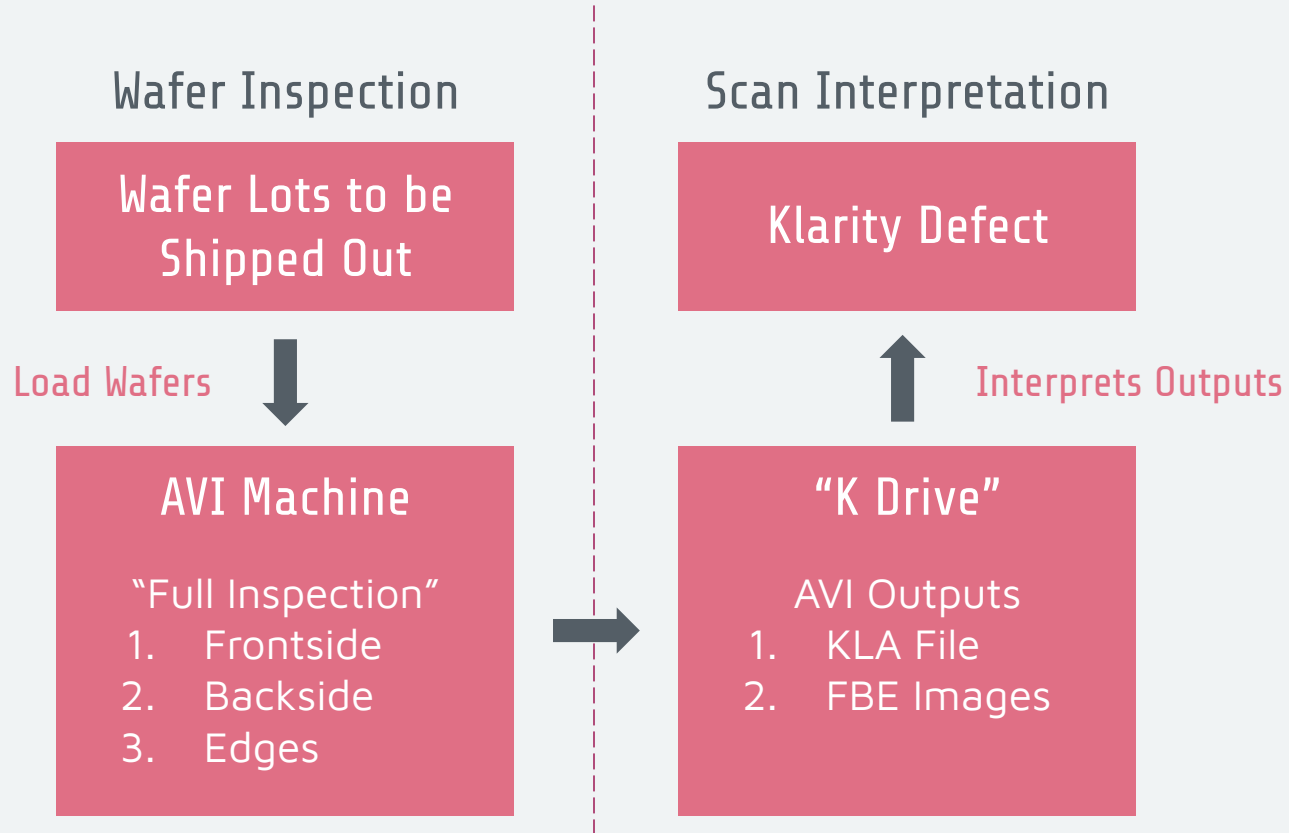 Wafer Inspection
Wafer Lots to be
Shipped Out
Load Wafers
AVI Machine
“Full Inspection”
1. Frontside
2. Backside
3. Edges
Scan Interpretation
Klarity Defect
Interprets Outputs
“K Drive”
AVI Outputs
1. KLA File
2. FBE Images